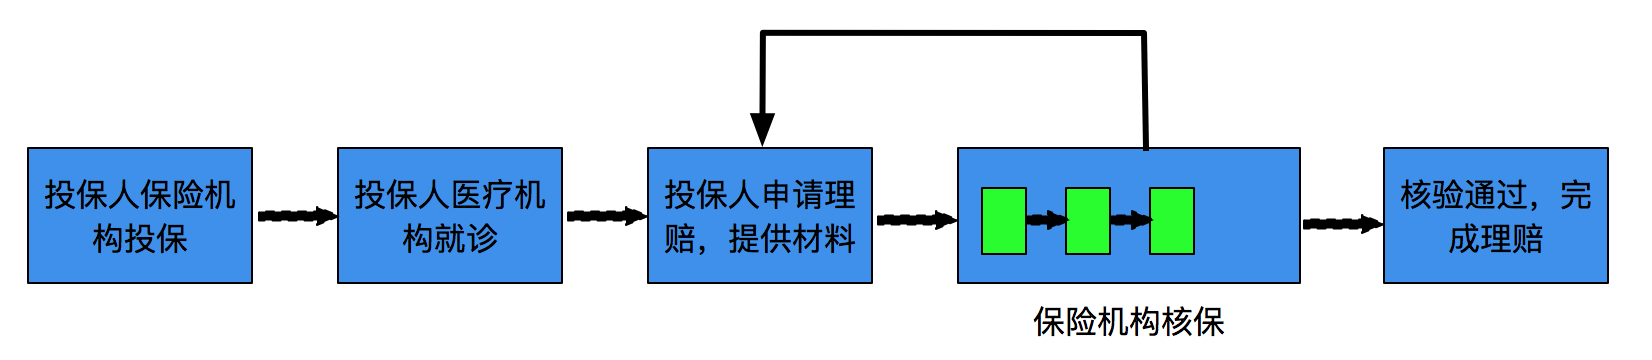 投保人保险机
构投保
投保人医疗机
构就诊
投保人申请理
赔，提供材料
保险机构核保
核验通过，完
成理赔